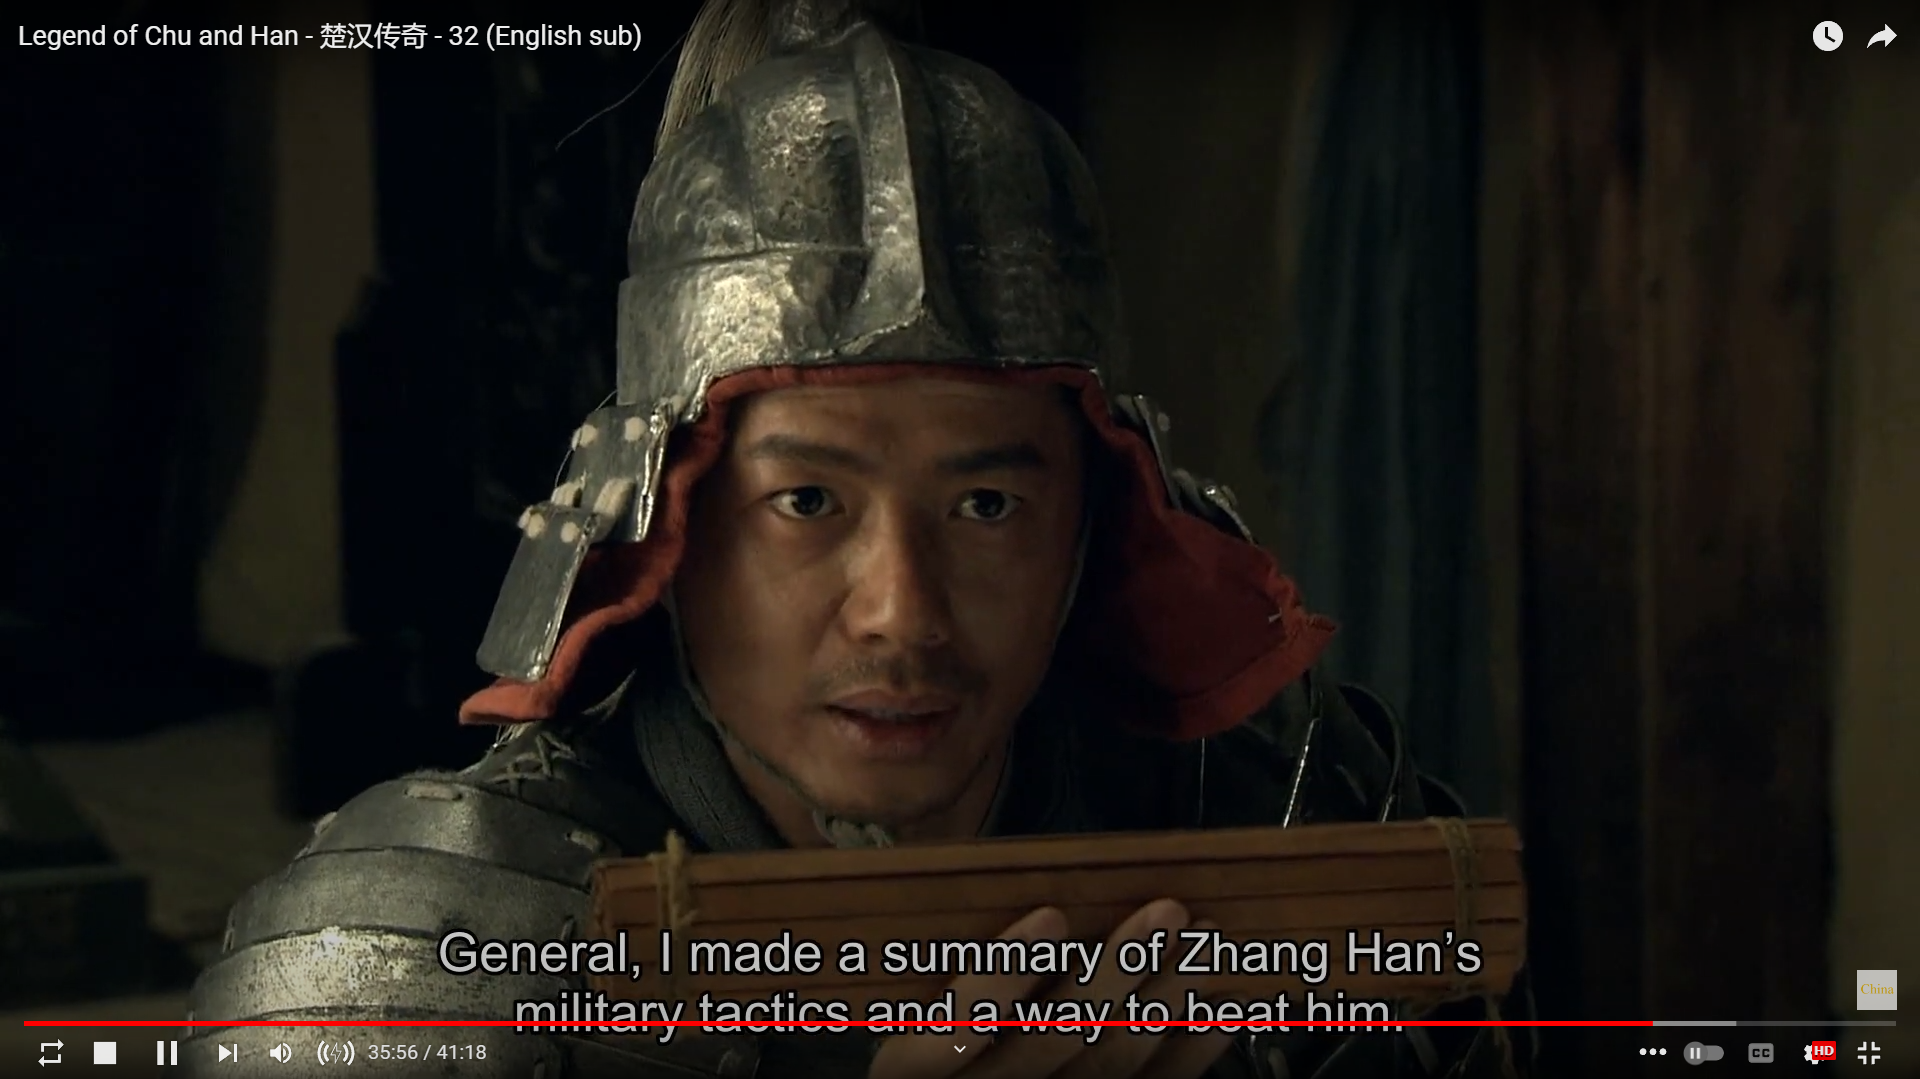 Legend of Chu and Han - 楚汉传奇 - 32 (English sub)
General, I made a summary of Zhang Han’s
military tactics and a way to beat him.
China
35:56 / 41:18
CC
HD